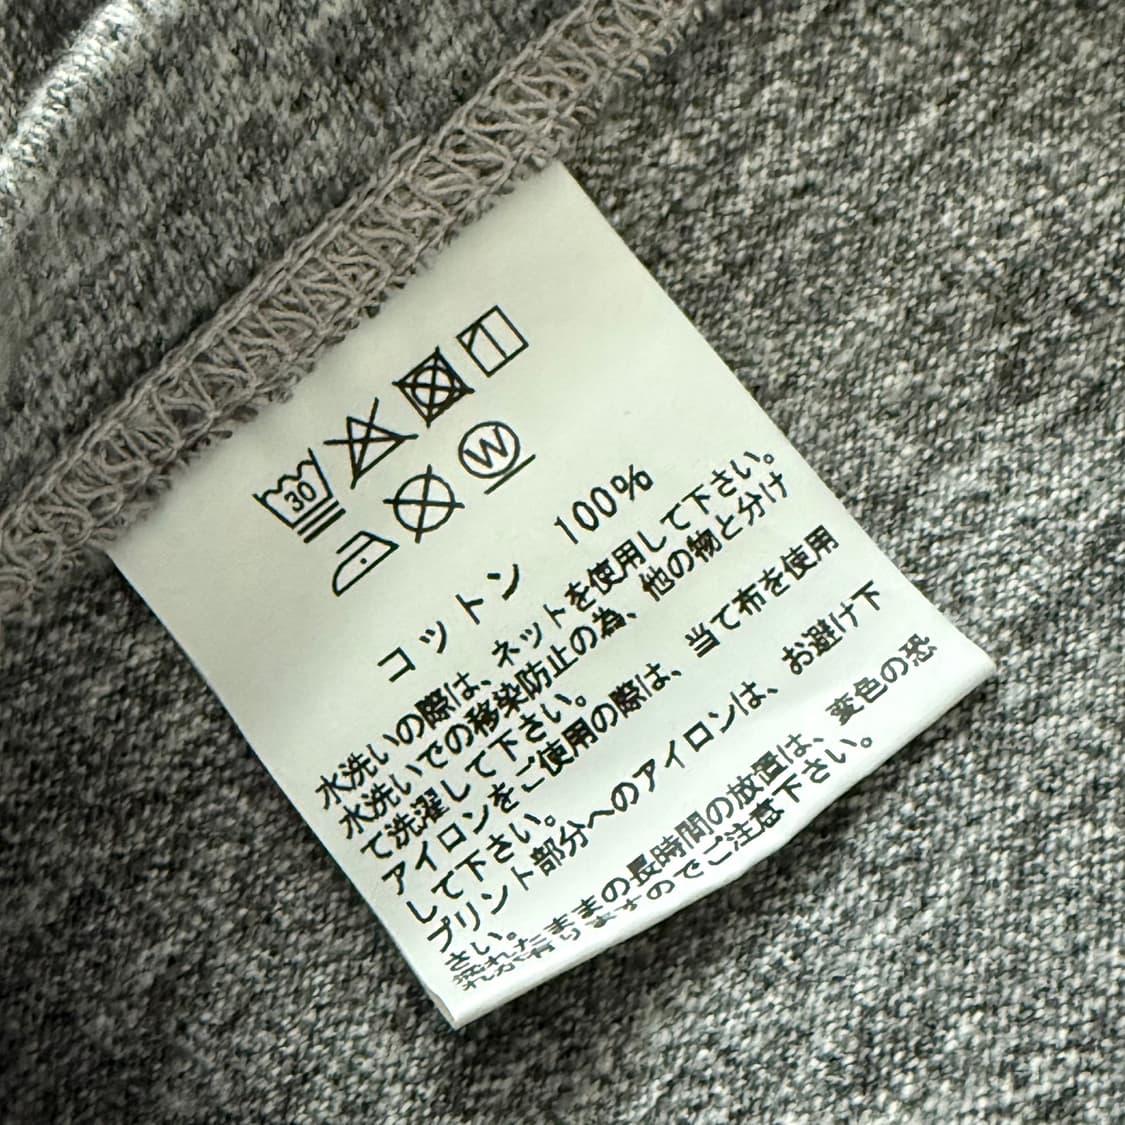 30
W
コットン 100%
水洗いの際は、ネットを使用して下さい。
水洗いでの移染防止の為、他の物と分け
て洗濯して下さい。
アイロンをご使用の際は、当て布を使用
して下さい。
プリント部分へのアイロンは、お避け下
さい。
濡れたままの長時間の放置は、変色の恐
れが有りますのでご注意下さい。